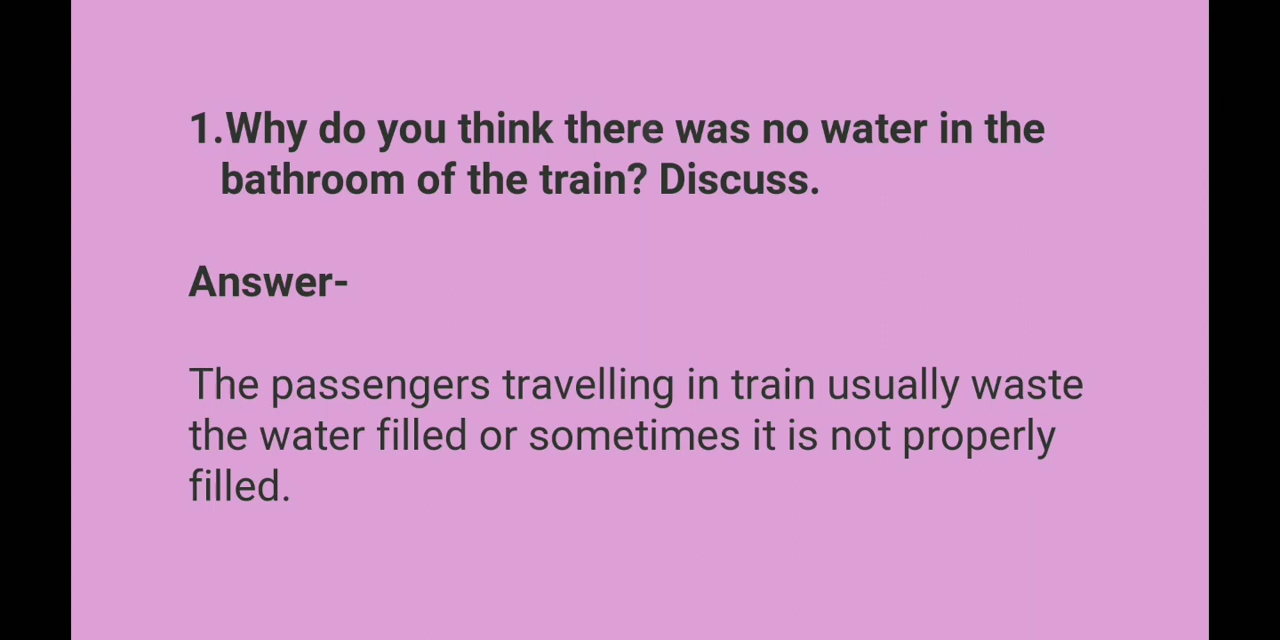 1.Why do you think there was no water in the
bathroom of the train? Discuss.
Answer-
The passengers travelling in train usually waste
the water filled or sometimes it is not properly
filled.